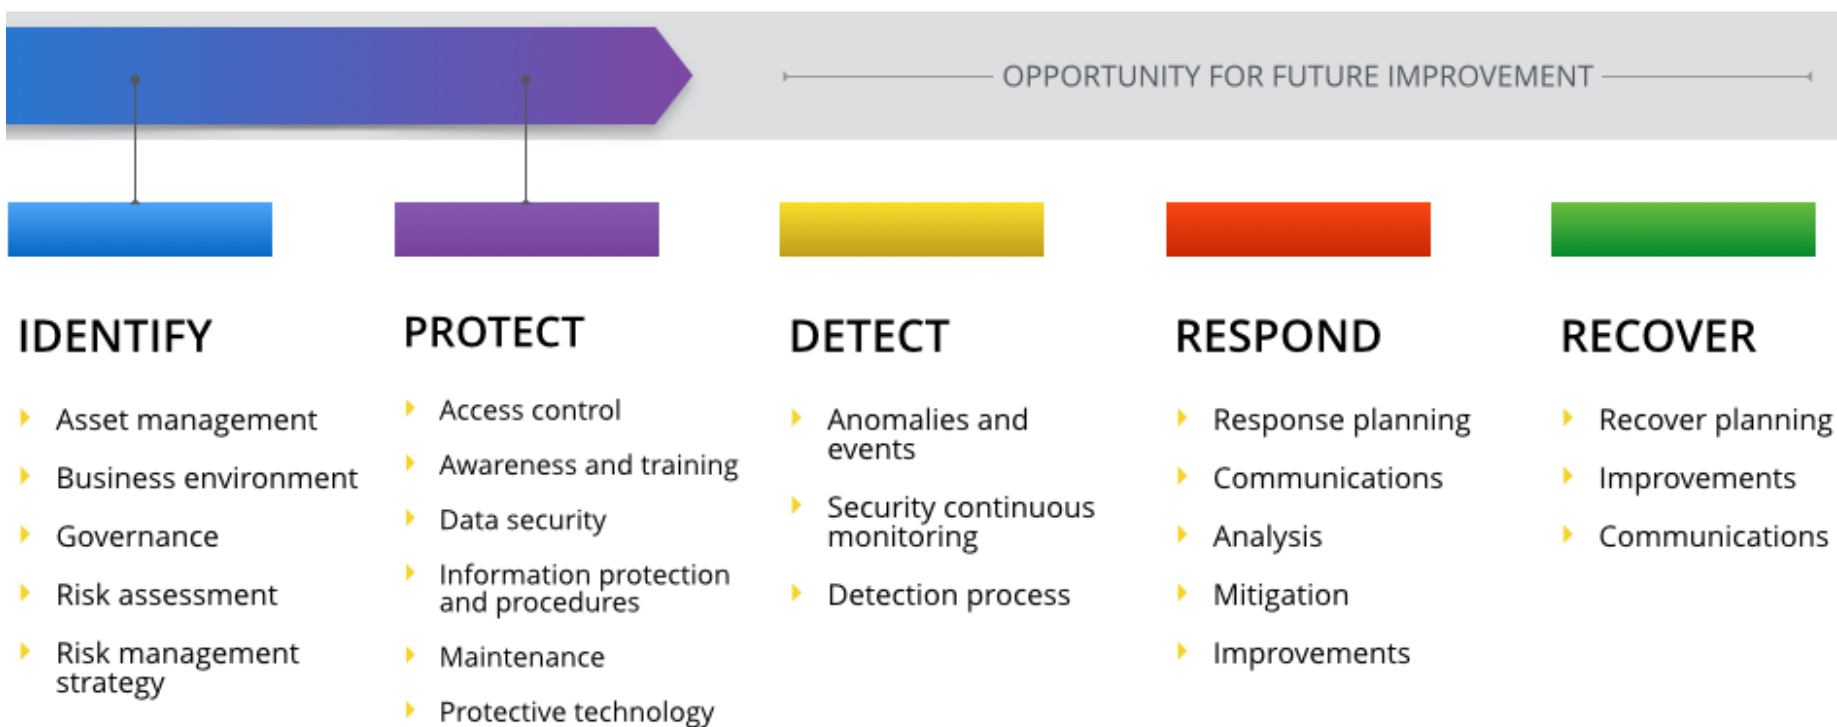 OPPORTUNITY FOR FUTURE IMPROVEMENT
IDENTIFY
Asset management
Business environment
Governance
Risk assessment
Risk management
strategy
PROTECT
Access control
Awareness and training
Data security
Information protection
and procedures
Maintenance
Protective technology
DETECT
Anomalies and
events
Security continuous
monitoring
Detection process
RESPOND
Response planning
Communications
Analysis
Mitigation
Improvements
RECOVER
Recover planning
Improvements
Communications